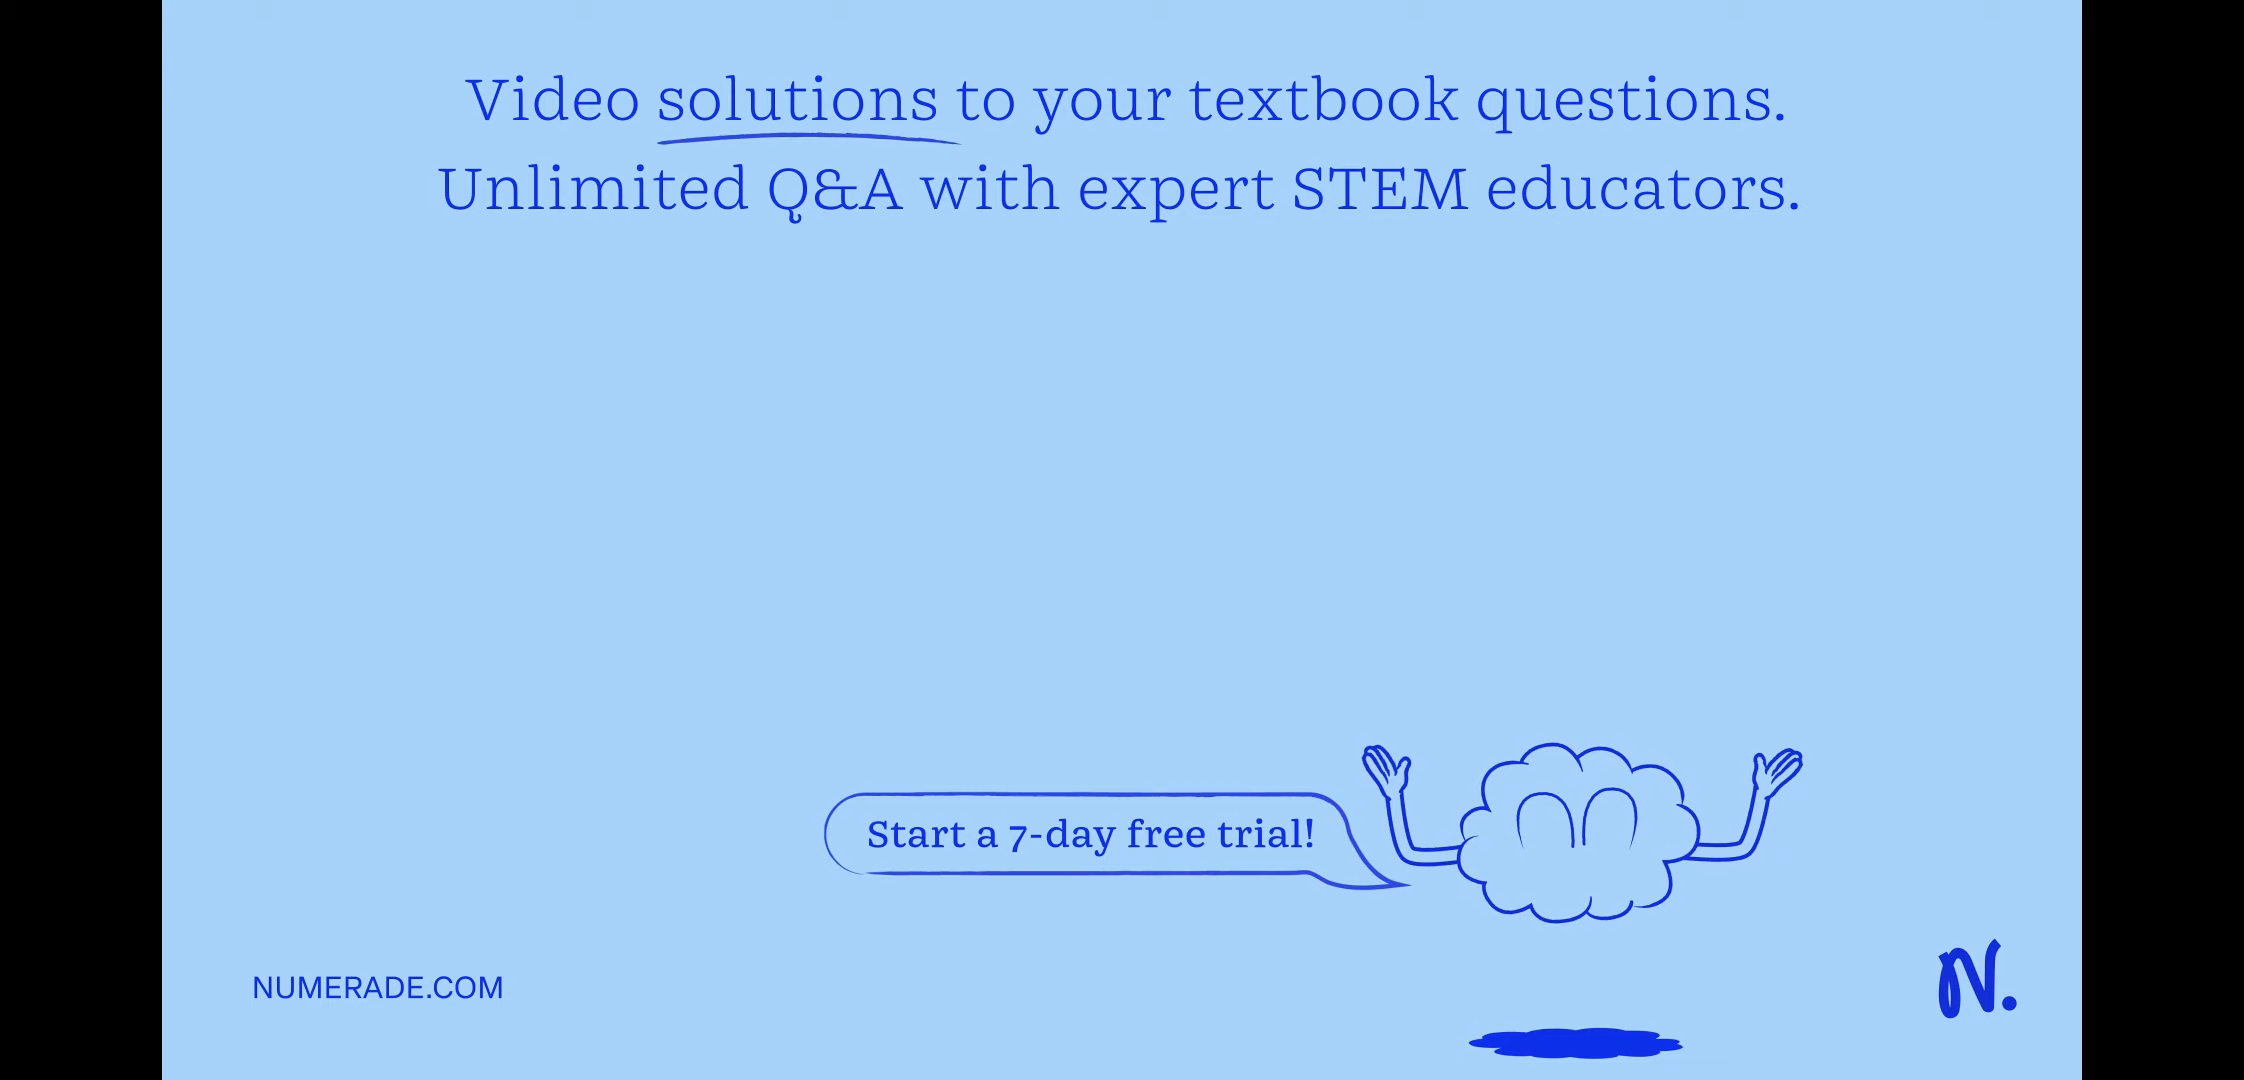 Video solutions to your textbook questions.
Unlimited Q&A with expert STEM educators.
Start a 7-day free trial!
NUMERADE.COM
N.